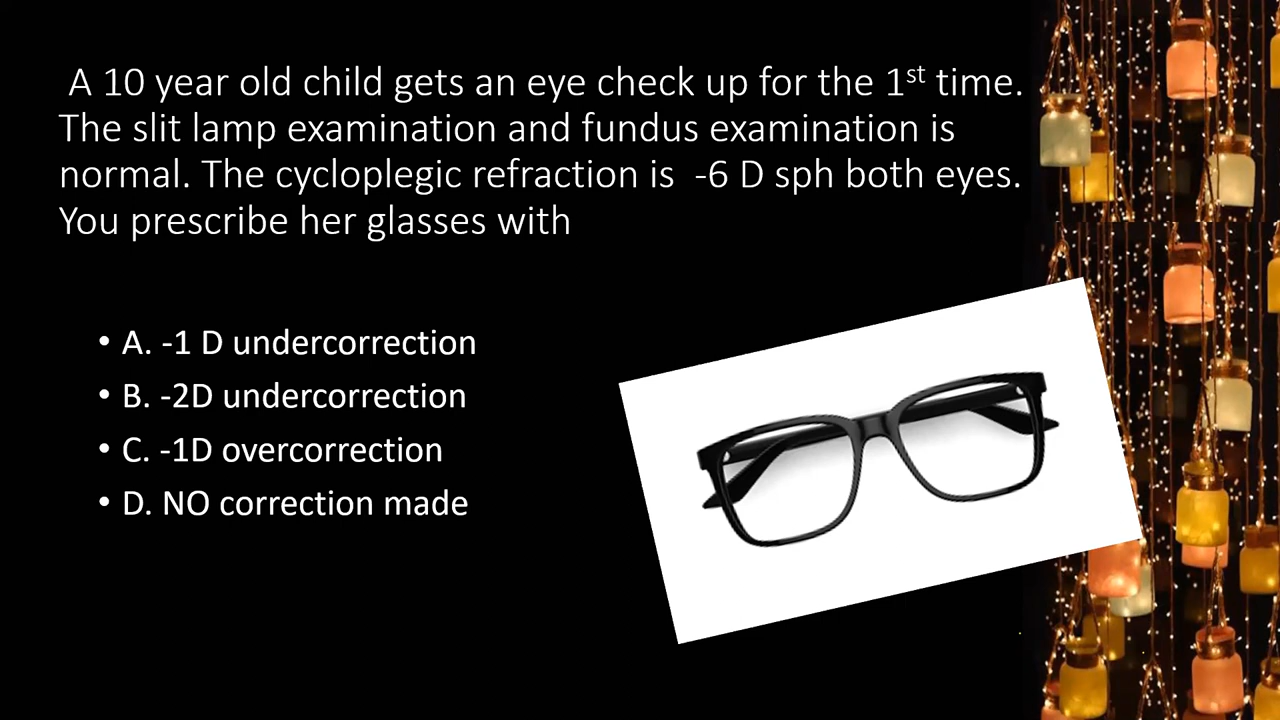 A 10 year old child gets an eye check up for the 1st time.
The slit lamp examination and fundus examination is
normal. The cycloplegic refraction is -6 D sph both eyes.
You prescribe her glasses with
• A. -1 D undercorrection
• B. -2D undercorrection
• C. -1D overcorrection
• D. NO correction made